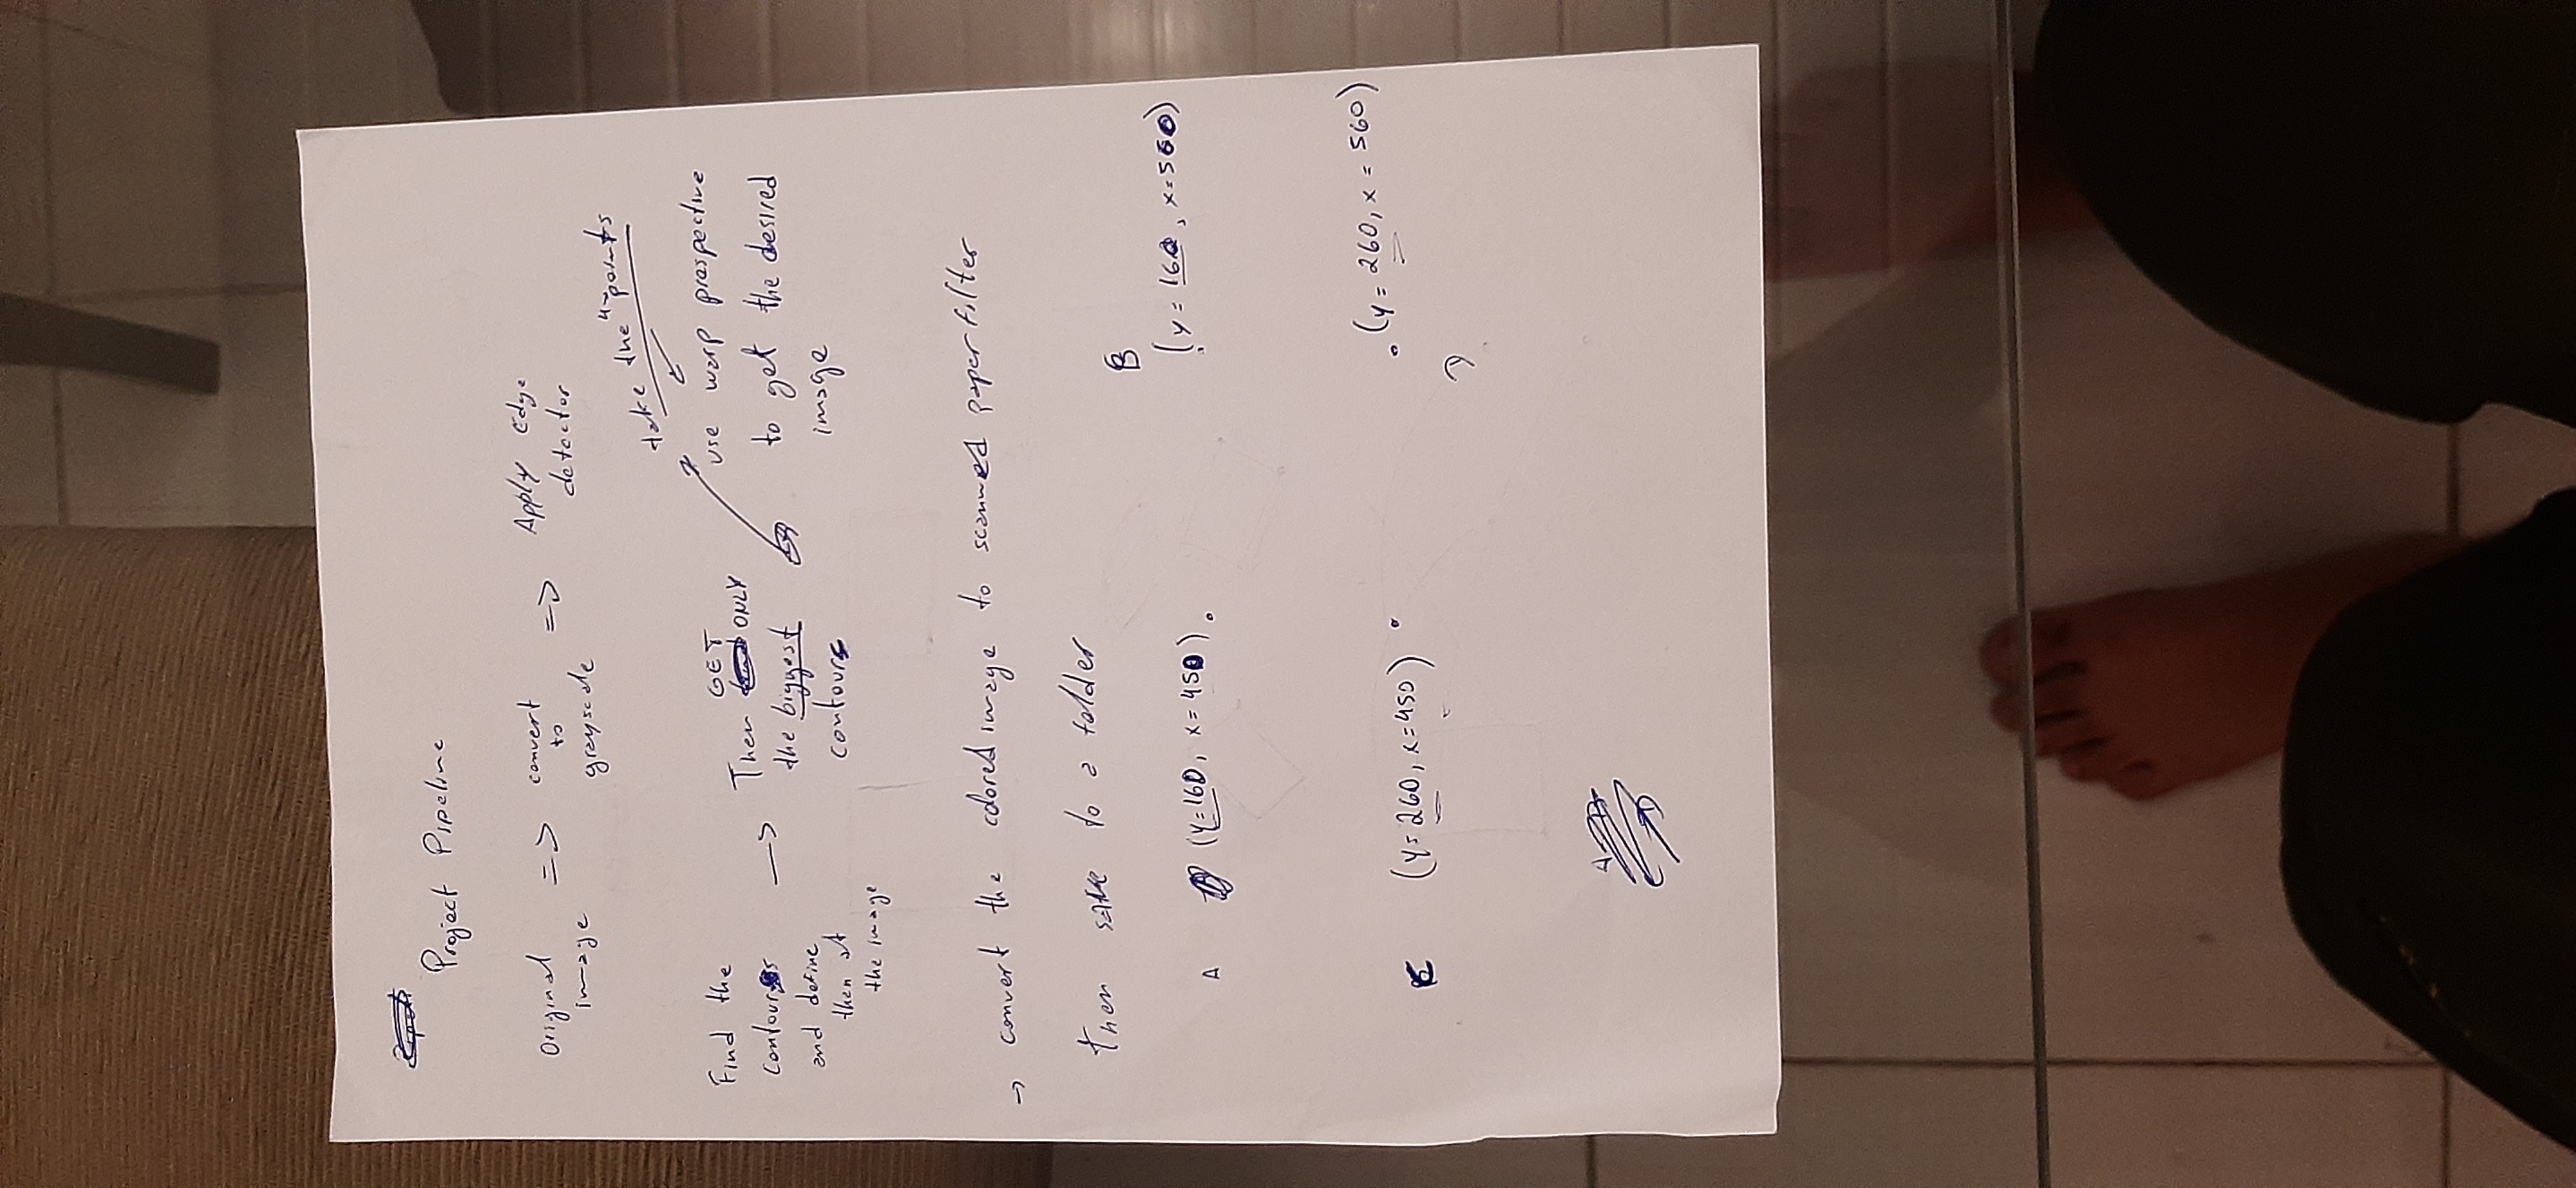 Project Pipeline
Original image => convert to grayscale => Apply Edge detector
take the 4 points
Find the contours and define then at the image -> Then GET ONLY the biggest contours
use warp prespective to get the desired image
-> convert the colored image to scanned paper filter
Then save to a folder
B
A (y=160, x=450).
(y=160, x=560)
C (y=260, x=450)
(y=260, x=560)
D